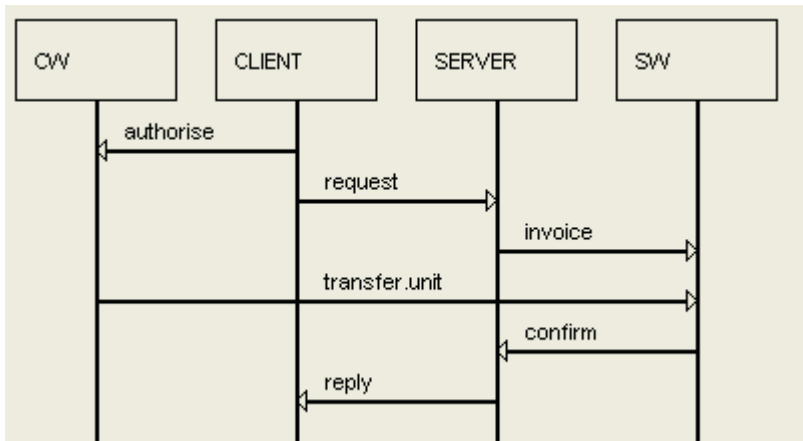 CW
CLIENT
SERVER
SW
authorise
request
invoice
transfer.unit
confirm
reply